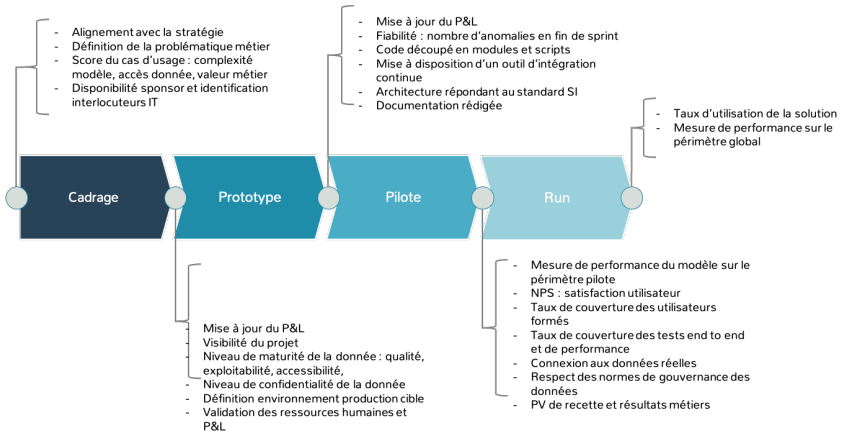 - Alignement avec la stratégie
- Définition de la problématique métier
- Score du cas d'usage : complexité
modèle, accès donnée, valeur métier
- Disponibilité sponsor et identification
interlocuteurs IT
- Mise à jour du P&L
- Fiabilité : nombre d'anomalies en fin de sprint
- Code découpé en modules et scripts
- Mise à disposition d'un outil d'intégration
continue
- Architecture répondant au standard SI
- Documentation rédigée
- Taux d'utilisation de la solution
- Mesure de performance sur le
périmètre global
Cadrage
Prototype
Pilote
Run
- Mise à jour du P&L
- Visibilité du projet
- Niveau de maturité de la donnée : qualité,
exploitabilité, accessibilité,
- Niveau de confidentialité de la donnée
- Définition environnement production cible
- Validation des ressources humaines et
P&L
- Mesure de performance du modèle sur le
périmètre pilote
- NPS : satisfaction utilisateur
- Taux de couverture des utilisateurs
formés
- Taux de couverture des tests end to end
et de performance
- Connexion aux données réelles
- Respect des normes de gouvernance des
données
- PV de recette et résultats métiers